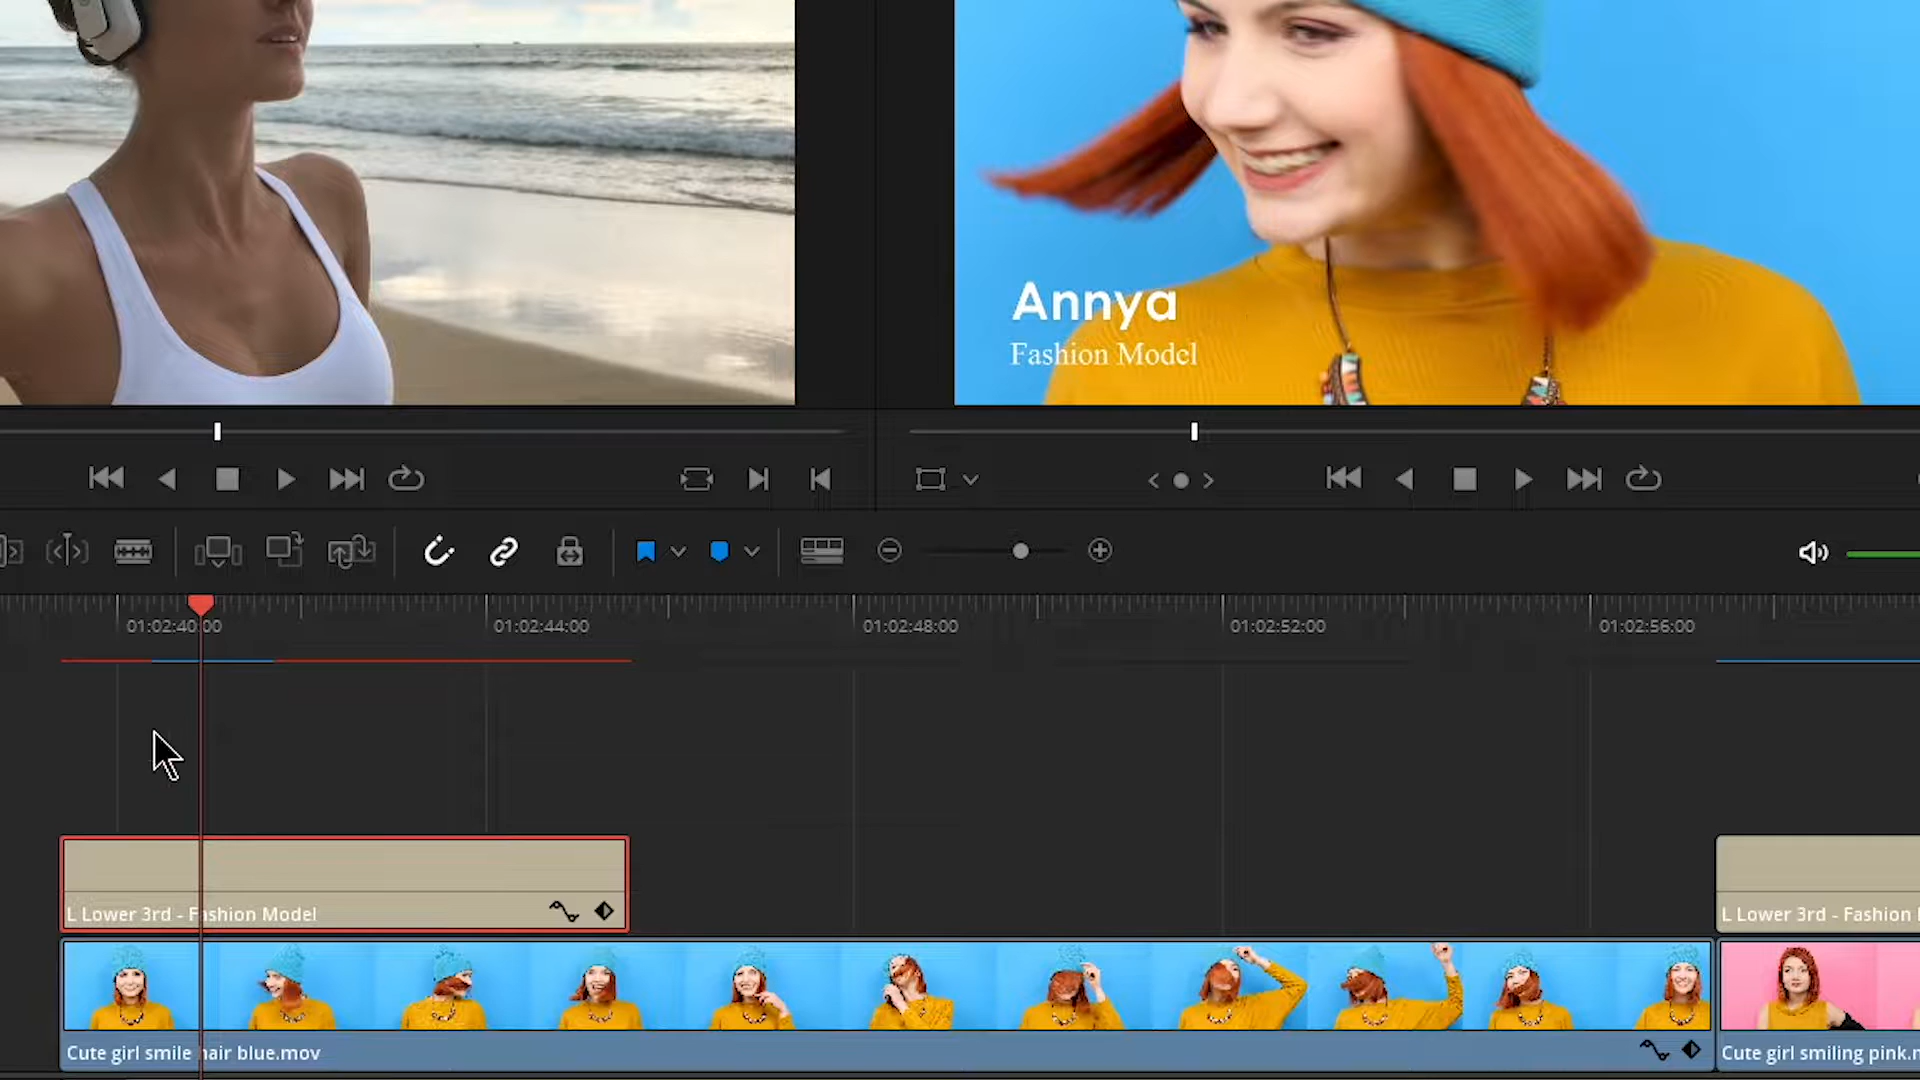 Annya
Fashion Model
01:02:40:00
01:02:44:00
01:02:48:00
01:02:52:00
01:02:56:00
L Lower 3rd - Fashion Model
L Lower 3rd - Fashion
Cute girl smile hair blue.mov
Cute girl smiling pink.m